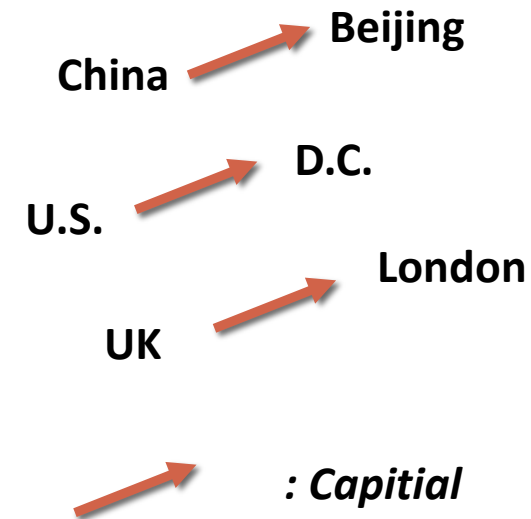 Beijing
China
D.C.
U.S.
London
UK
: Capitial